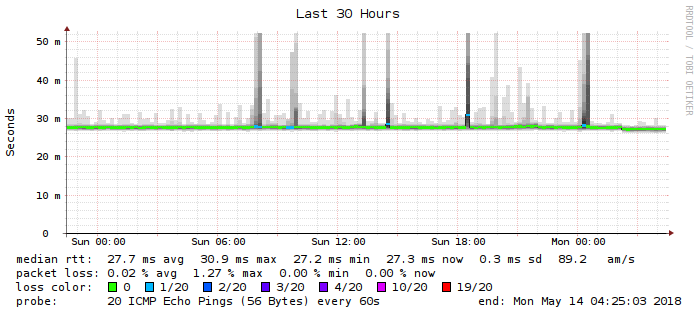 Last 30 Hours
RRDTOOL / TOBI OETIKER
Seconds
50 m
40 m
30 m
20 m
10 m
0
Sun 00:00 Sun 06:00 Sun 12:00 Sun 18:00 Mon 00:00
median rtt: 27.7 ms avg 30.9 ms max 27.2 ms min 27.3 ms now 0.3 ms sd 89.2 am/s
packet loss: 0.02 % avg 1.27 % max 0.00 % min 0.00 % now
loss color: 0 1/20 2/20 3/20 4/20 10/20 19/20
probe: 20 ICMP Echo Pings (56 Bytes) every 60s end: Mon May 14 04:25:03 2018